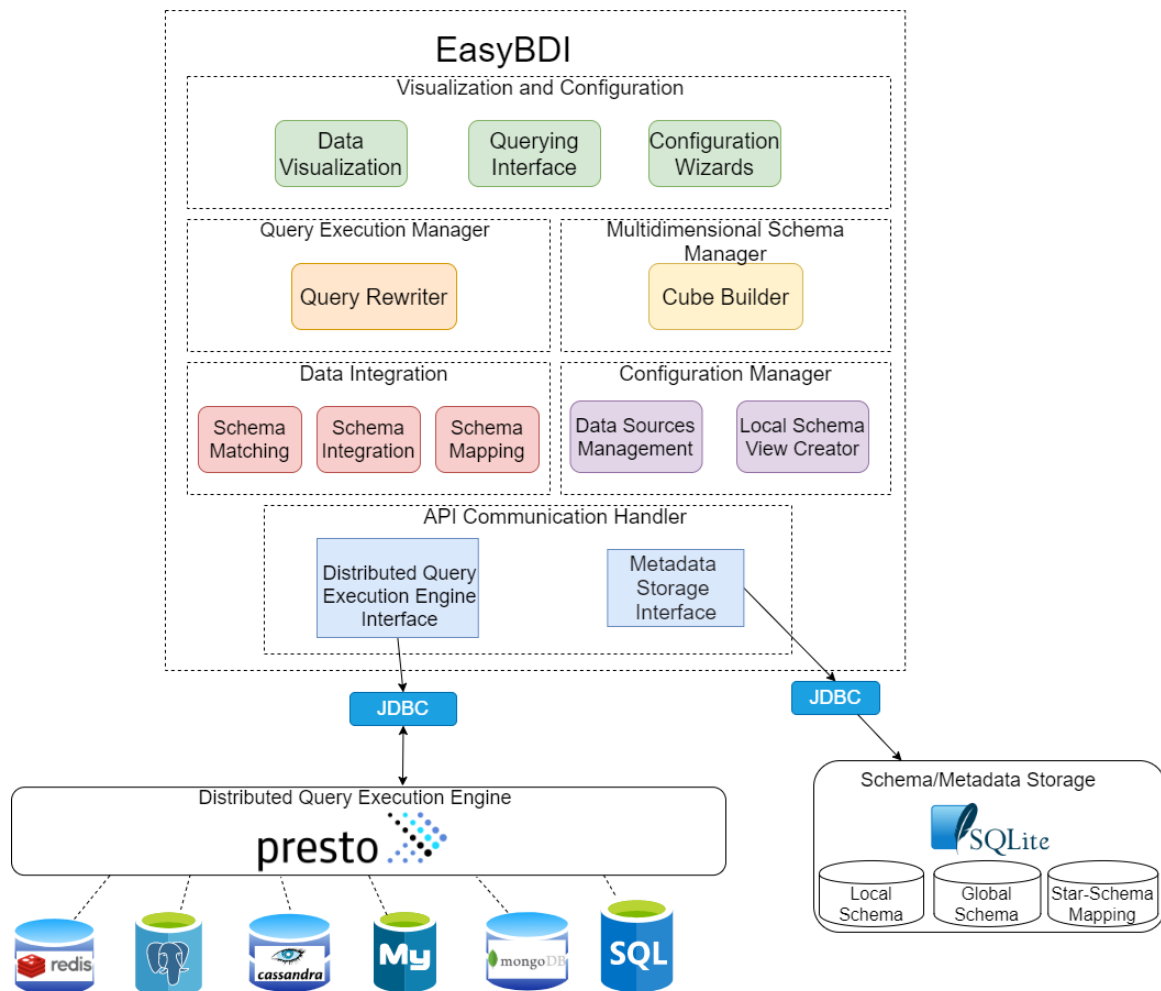 EasyBDI
Visualization and Configuration
Data
Visualization
Querying
Interface
Configuration
Wizards
Query Execution Manager
Query Rewriter
Multidimensional Schema
Manager
Cube Builder
Data Integration
Schema
Matching
Schema
Integration
Schema
Mapping
Configuration Manager
Data Sources
Management
Local Schema
View Creator
API Communication Handler
Distributed Query
Execution Engine
Interface
Metadata
Storage
Interface
JDBC
JDBC
Distributed Query Execution Engine
presto
Schema/Metadata Storage
SQLite
Local
Schema
Global
Schema
Star-Schema
Mapping
redis
cassandra
My
mongoDB
SQL